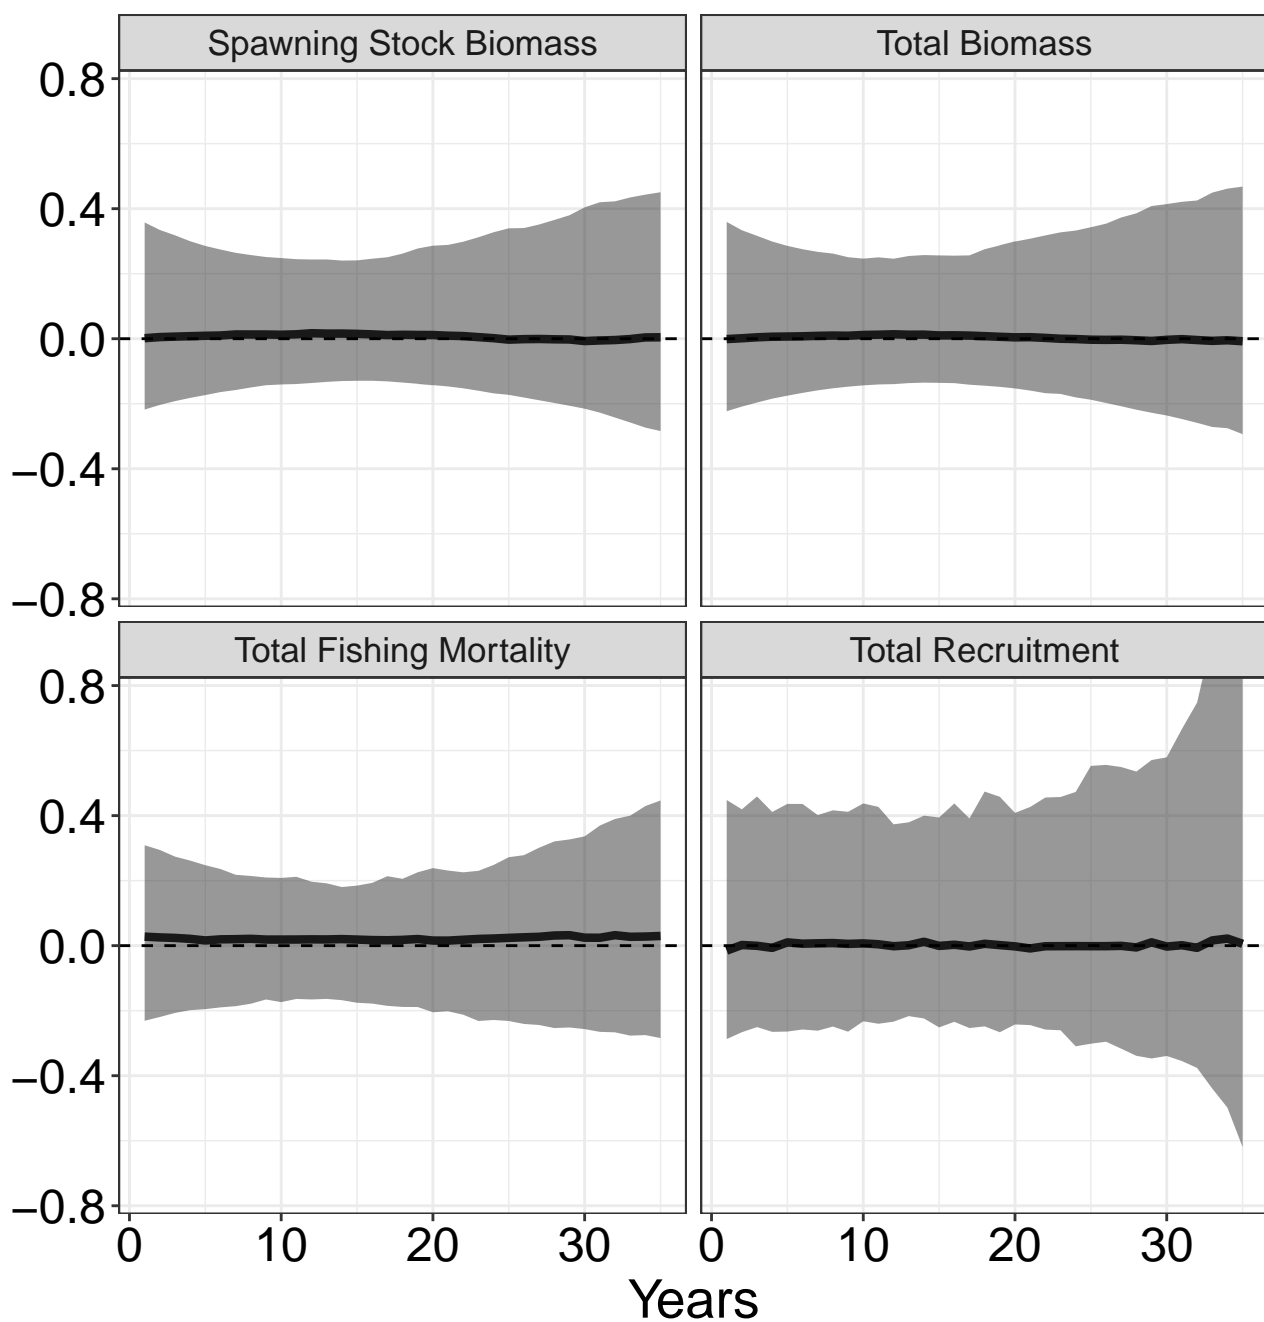 Spawning Stock Biomass
Total Biomass
0.8
0.4
0.0
−0.4
−0.8
Total Fishing Mortality
Total Recruitment
0.8
0.4
0.0
−0.4
−0.8
0 10 20 30
0 10 20 30
Years